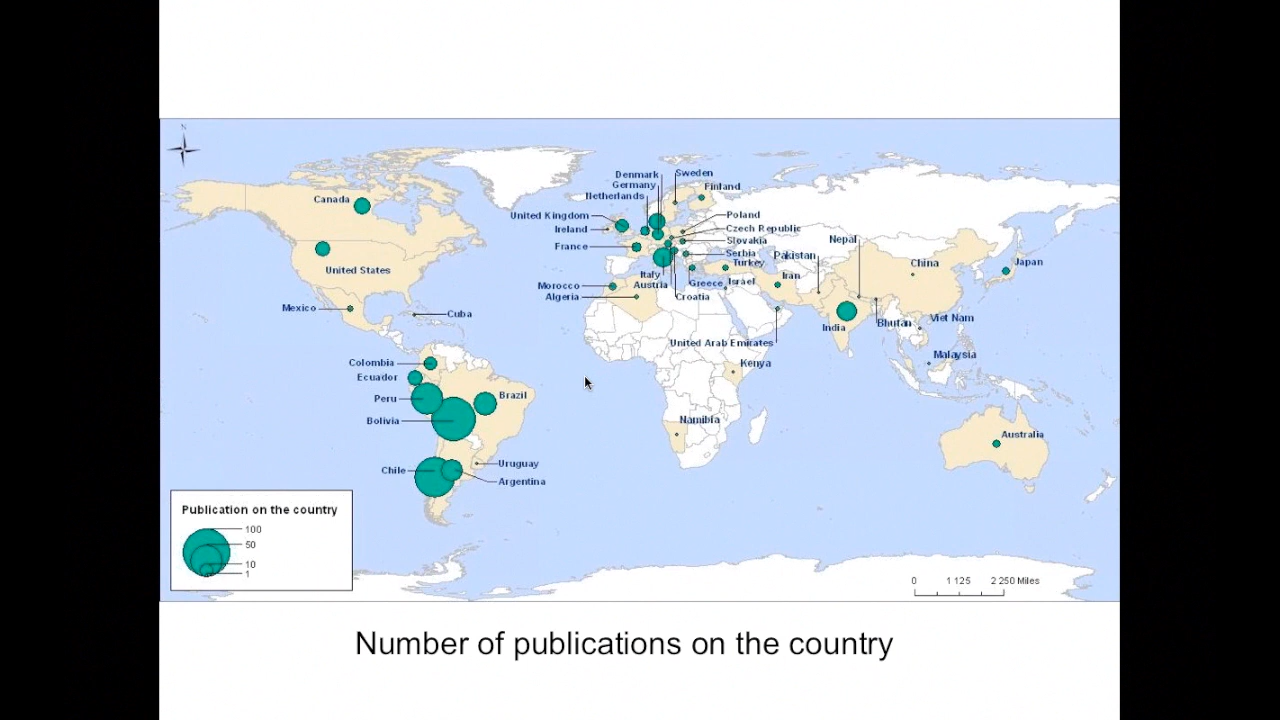 N
Denmark
Sweden
Germany
Finland
Netherlands
Canada
United Kingdom
Poland
Ireland
Czech Republic
Slovakia
Nepal
France
Serbia
Pakistan
Turkey
China
Japan
United States
Italy
Iran
Morocco
Austria
Greece
Israel
Algeria
Croatia
Mexico
Cuba
India
Bhutan
Viet Nam
United Arab Emirates
Malaysia
Colombia
Kenya
Ecuador
Peru
Brazil
Bolivia
Namibia
Australia
Chile
Uruguay
Argentina
Publication on the country
100
50
10
1
0 1 125 2 250 Miles
Number of publications on the country